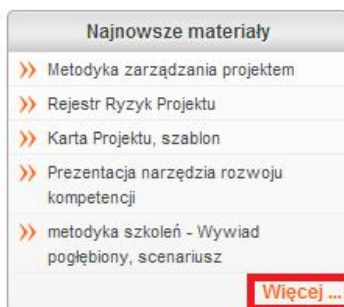 Najnowsze materiały
Metodyka zarządzania projektem
Rejestr Ryzyk Projektu
Karta Projektu, szablon
Prezentacja narzędzia rozwoju
kompetencji
metodyka szkoleń - Wywiad
pogłębiony, scenariusz
Więcej ...